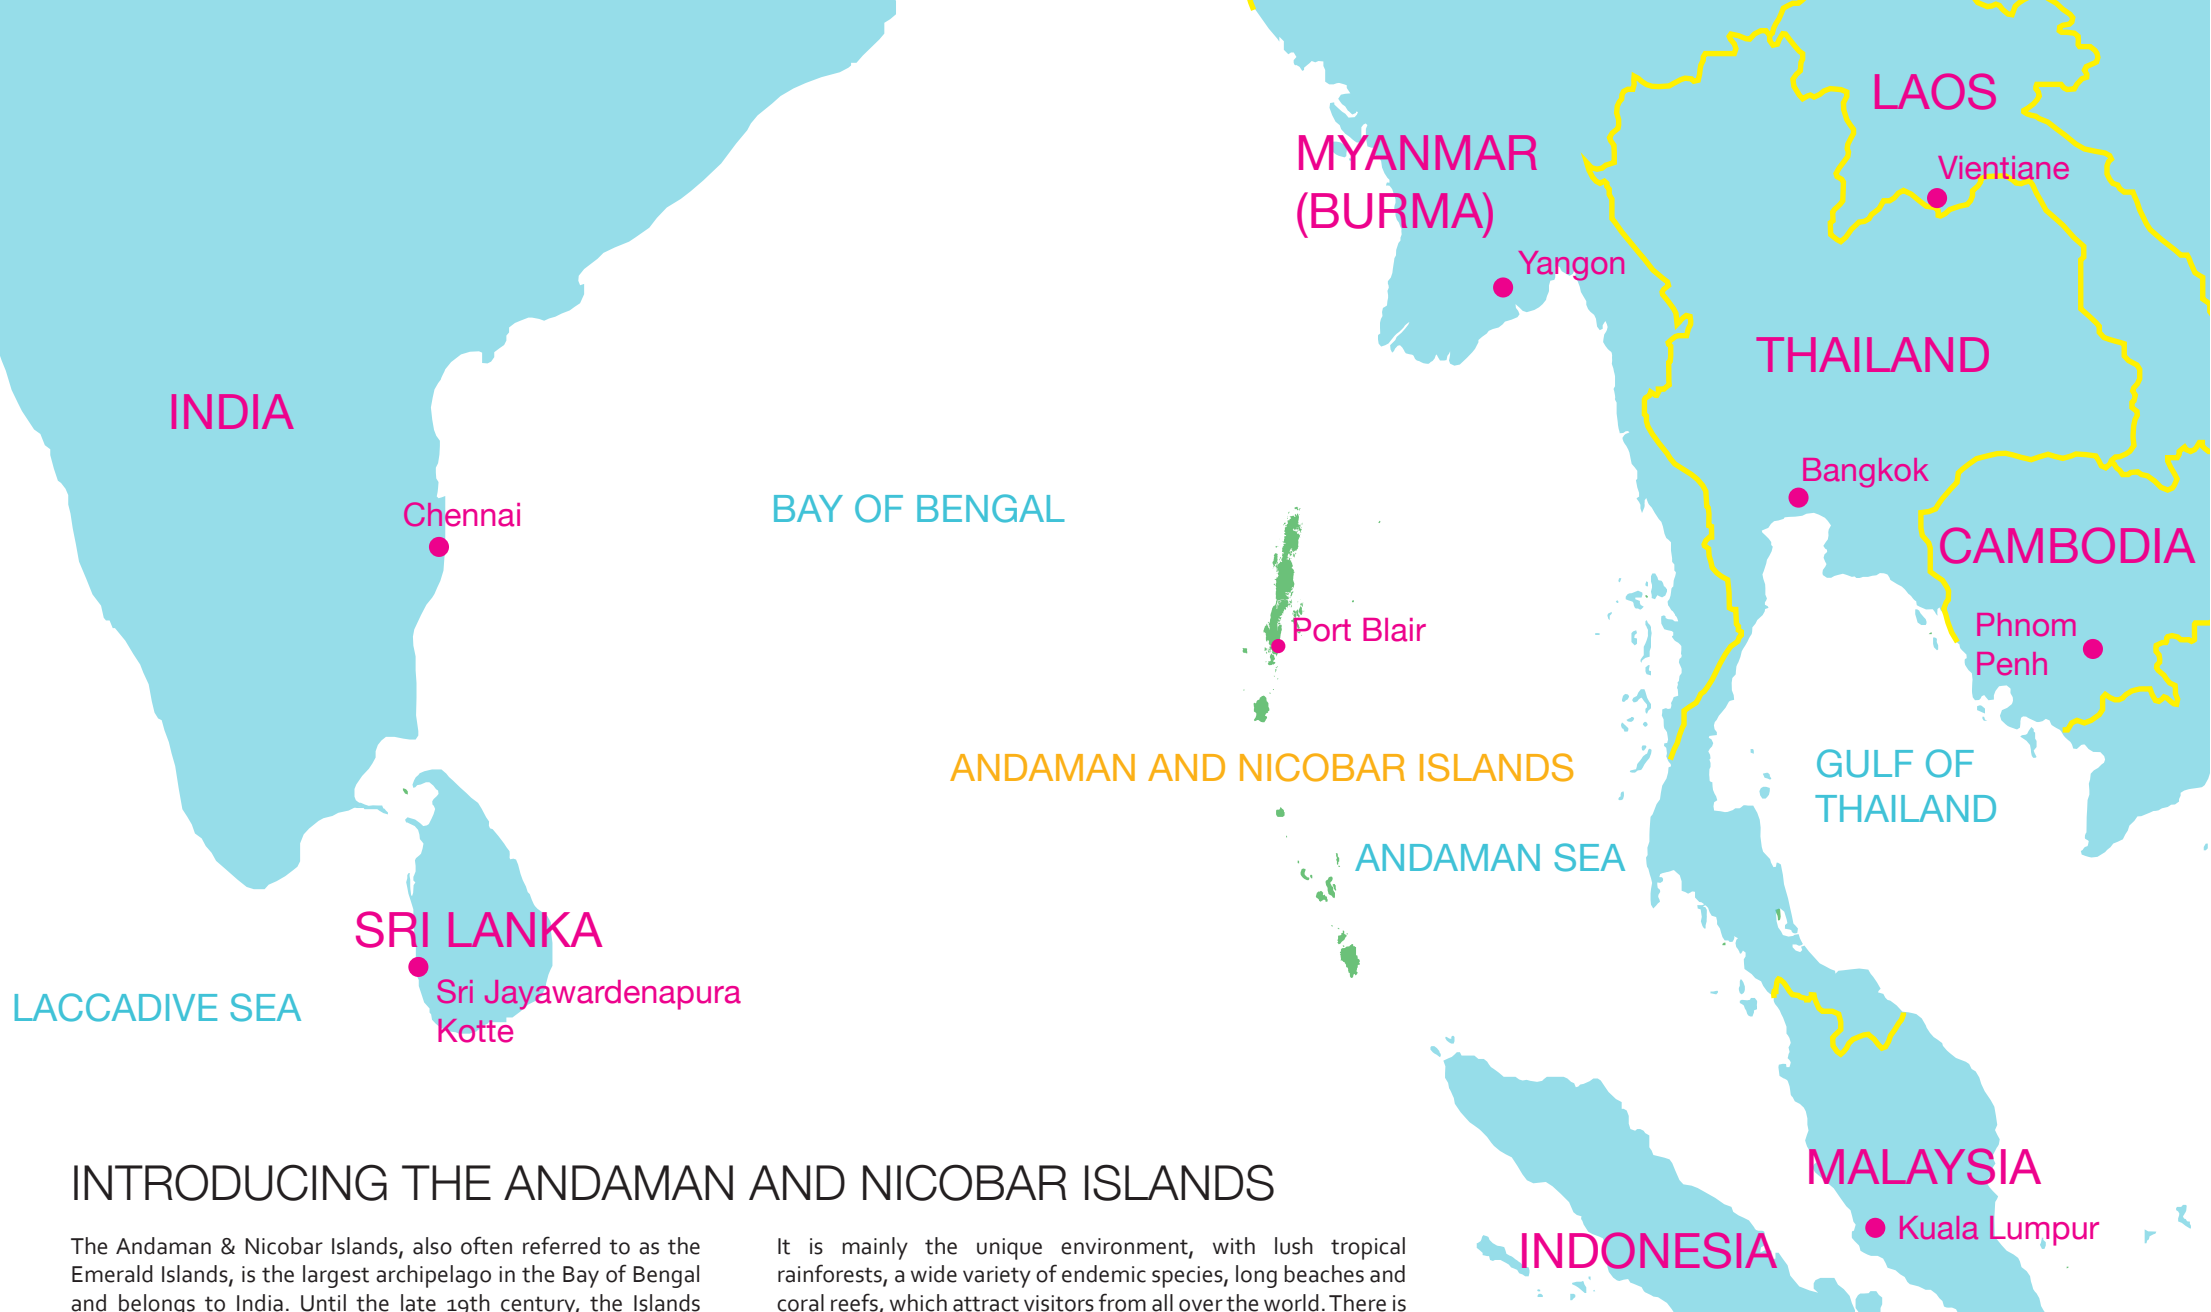 LAOS
MYANMAR
(BURMA)
Vientiane
Yangon
THAILAND
INDIA
Bangkok
Chennai
BAY OF BENGAL
CAMBODIA
Port Blair
Phnom
Penh
ANDAMAN AND NICOBAR ISLANDS
GULF OF
THAILAND
ANDAMAN SEA
SRI LANKA
Sri Jayawardenapura
Kotte
LACCADIVE SEA
MALAYSIA
Kuala Lumpur
INDONESIA
INTRODUCING THE ANDAMAN AND NICOBAR ISLANDS
The Andaman & Nicobar Islands, also often referred to as the
Emerald Islands, is the largest archipelago in the Bay of Bengal
and belongs to India. Until the late 19th century, the Islands
It is mainly the unique environment, with lush tropical
rainforests, a wide variety of endemic species, long beaches and
coral reefs, which attract visitors from all over the world. There is